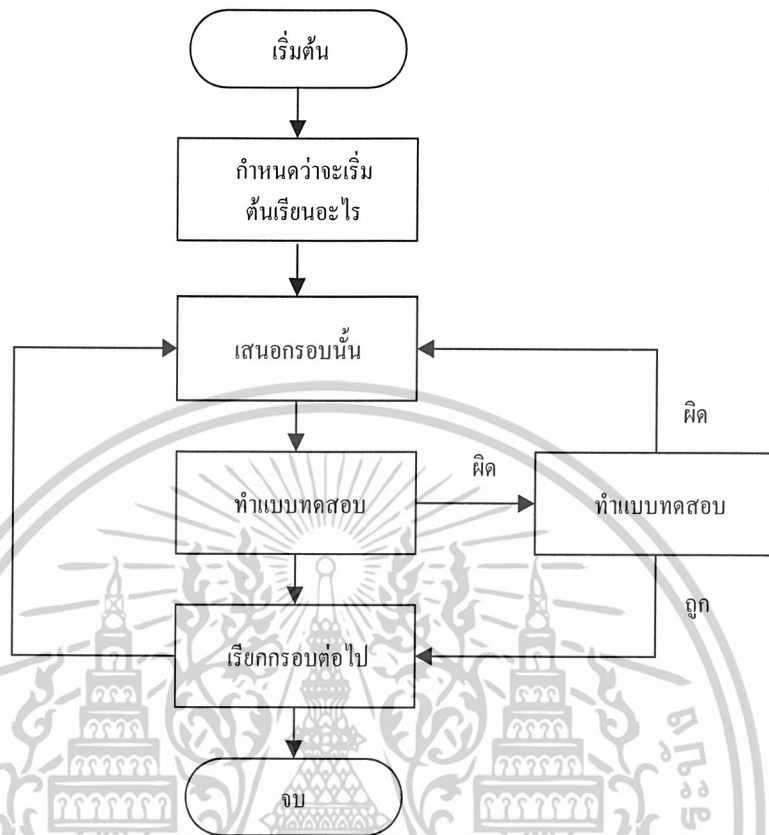 เริ่มต้น
กำหนดว่าจะเริ่ม
ต้นเรียนอะไร
เสนอกรอบนั้น
ผิด
ผิด
ทำแบบทดสอบ
ทำแบบทดสอบ
ถูก
เรียกกรอบต่อไป
จบ